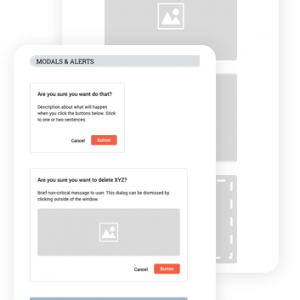 MODALS & ALERTS
Are you sure you want do that?
Description about what will happen
when you click the buttons below. Stick
to one or two sentences
Cancel
Button
Are you sure you want to delete XYZ?
Brief non-critical message to user. This dialog can be dismissed by
clicking outside of the window.
Cancel
Button